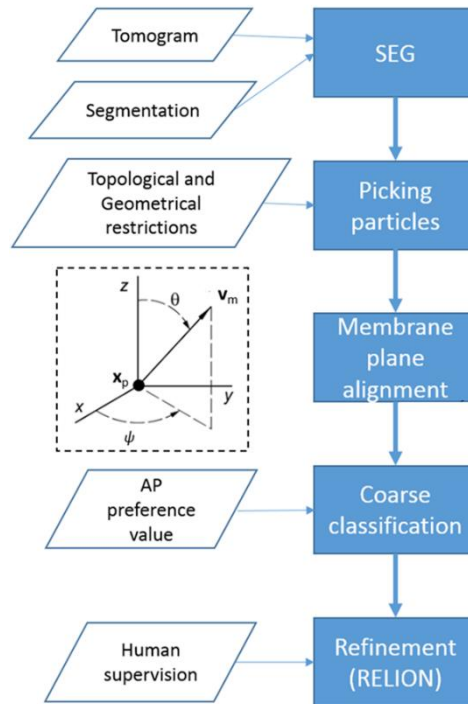 Tomogram
SEG
Segmentation
Topological and
Geometrical
restrictions
Picking
particles
z
θ
v_m
x_p
x
y
ψ
Membrane
plane
alignment
AP
preference
value
Coarse
classification
Human
supervision
Refinement
(RELION)